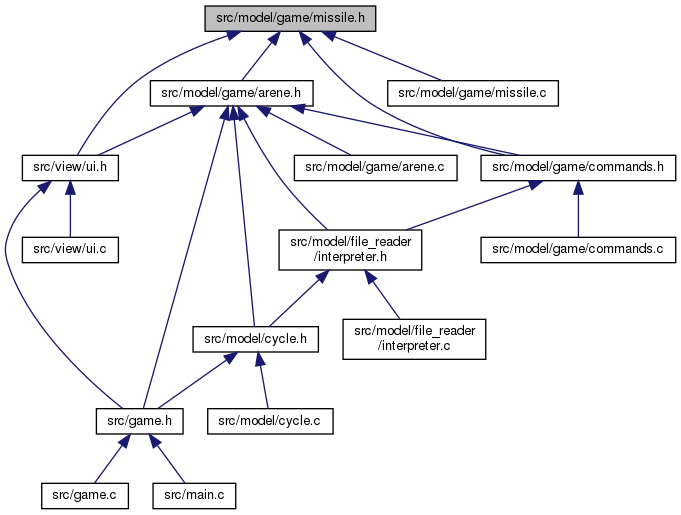 src/model/game/missile.h
src/model/game/arene.h
src/model/game/missile.c
src/view/ui.h
src/model/game/arene.c
src/model/game/commands.h
src/view/ui.c
src/model/file_reader
/interpreter.h
src/model/game/commands.c
src/model/cycle.h
src/model/file_reader
/interpreter.c
src/game.h
src/model/cycle.c
src/game.c
src/main.c